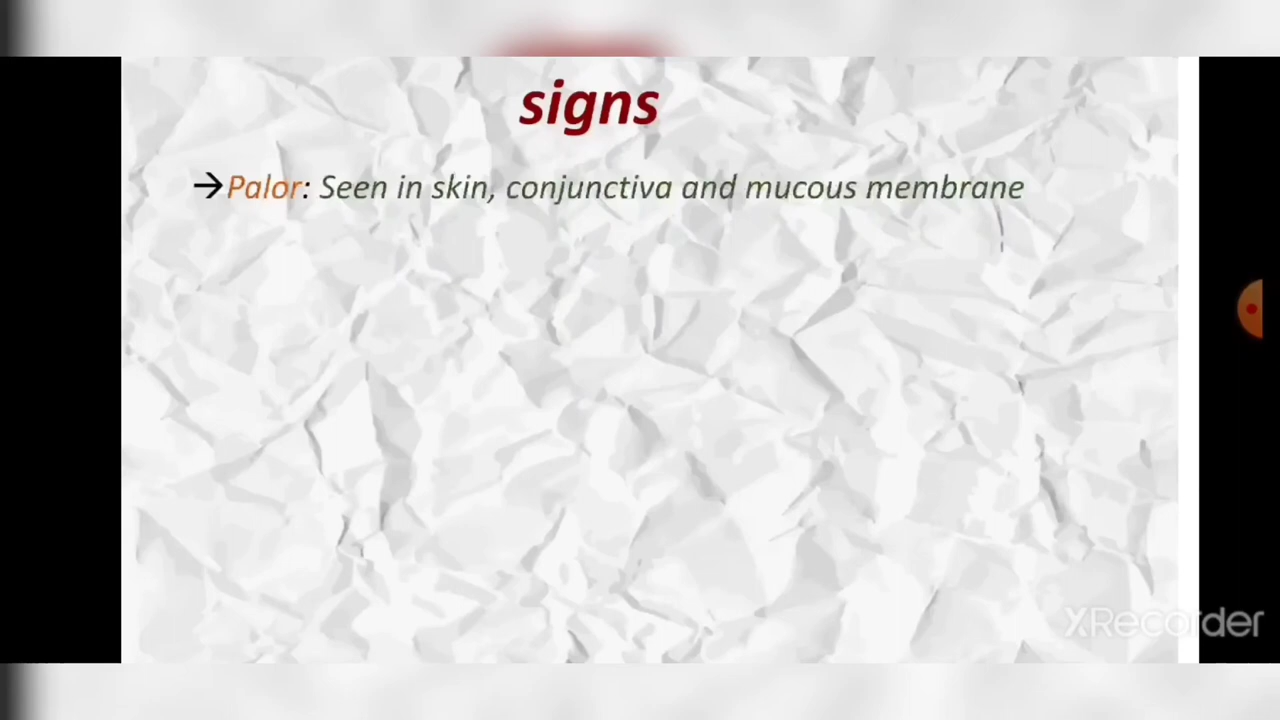 signs
→Palor: Seen in skin, conjunctiva and mucous membrane
XRecorder